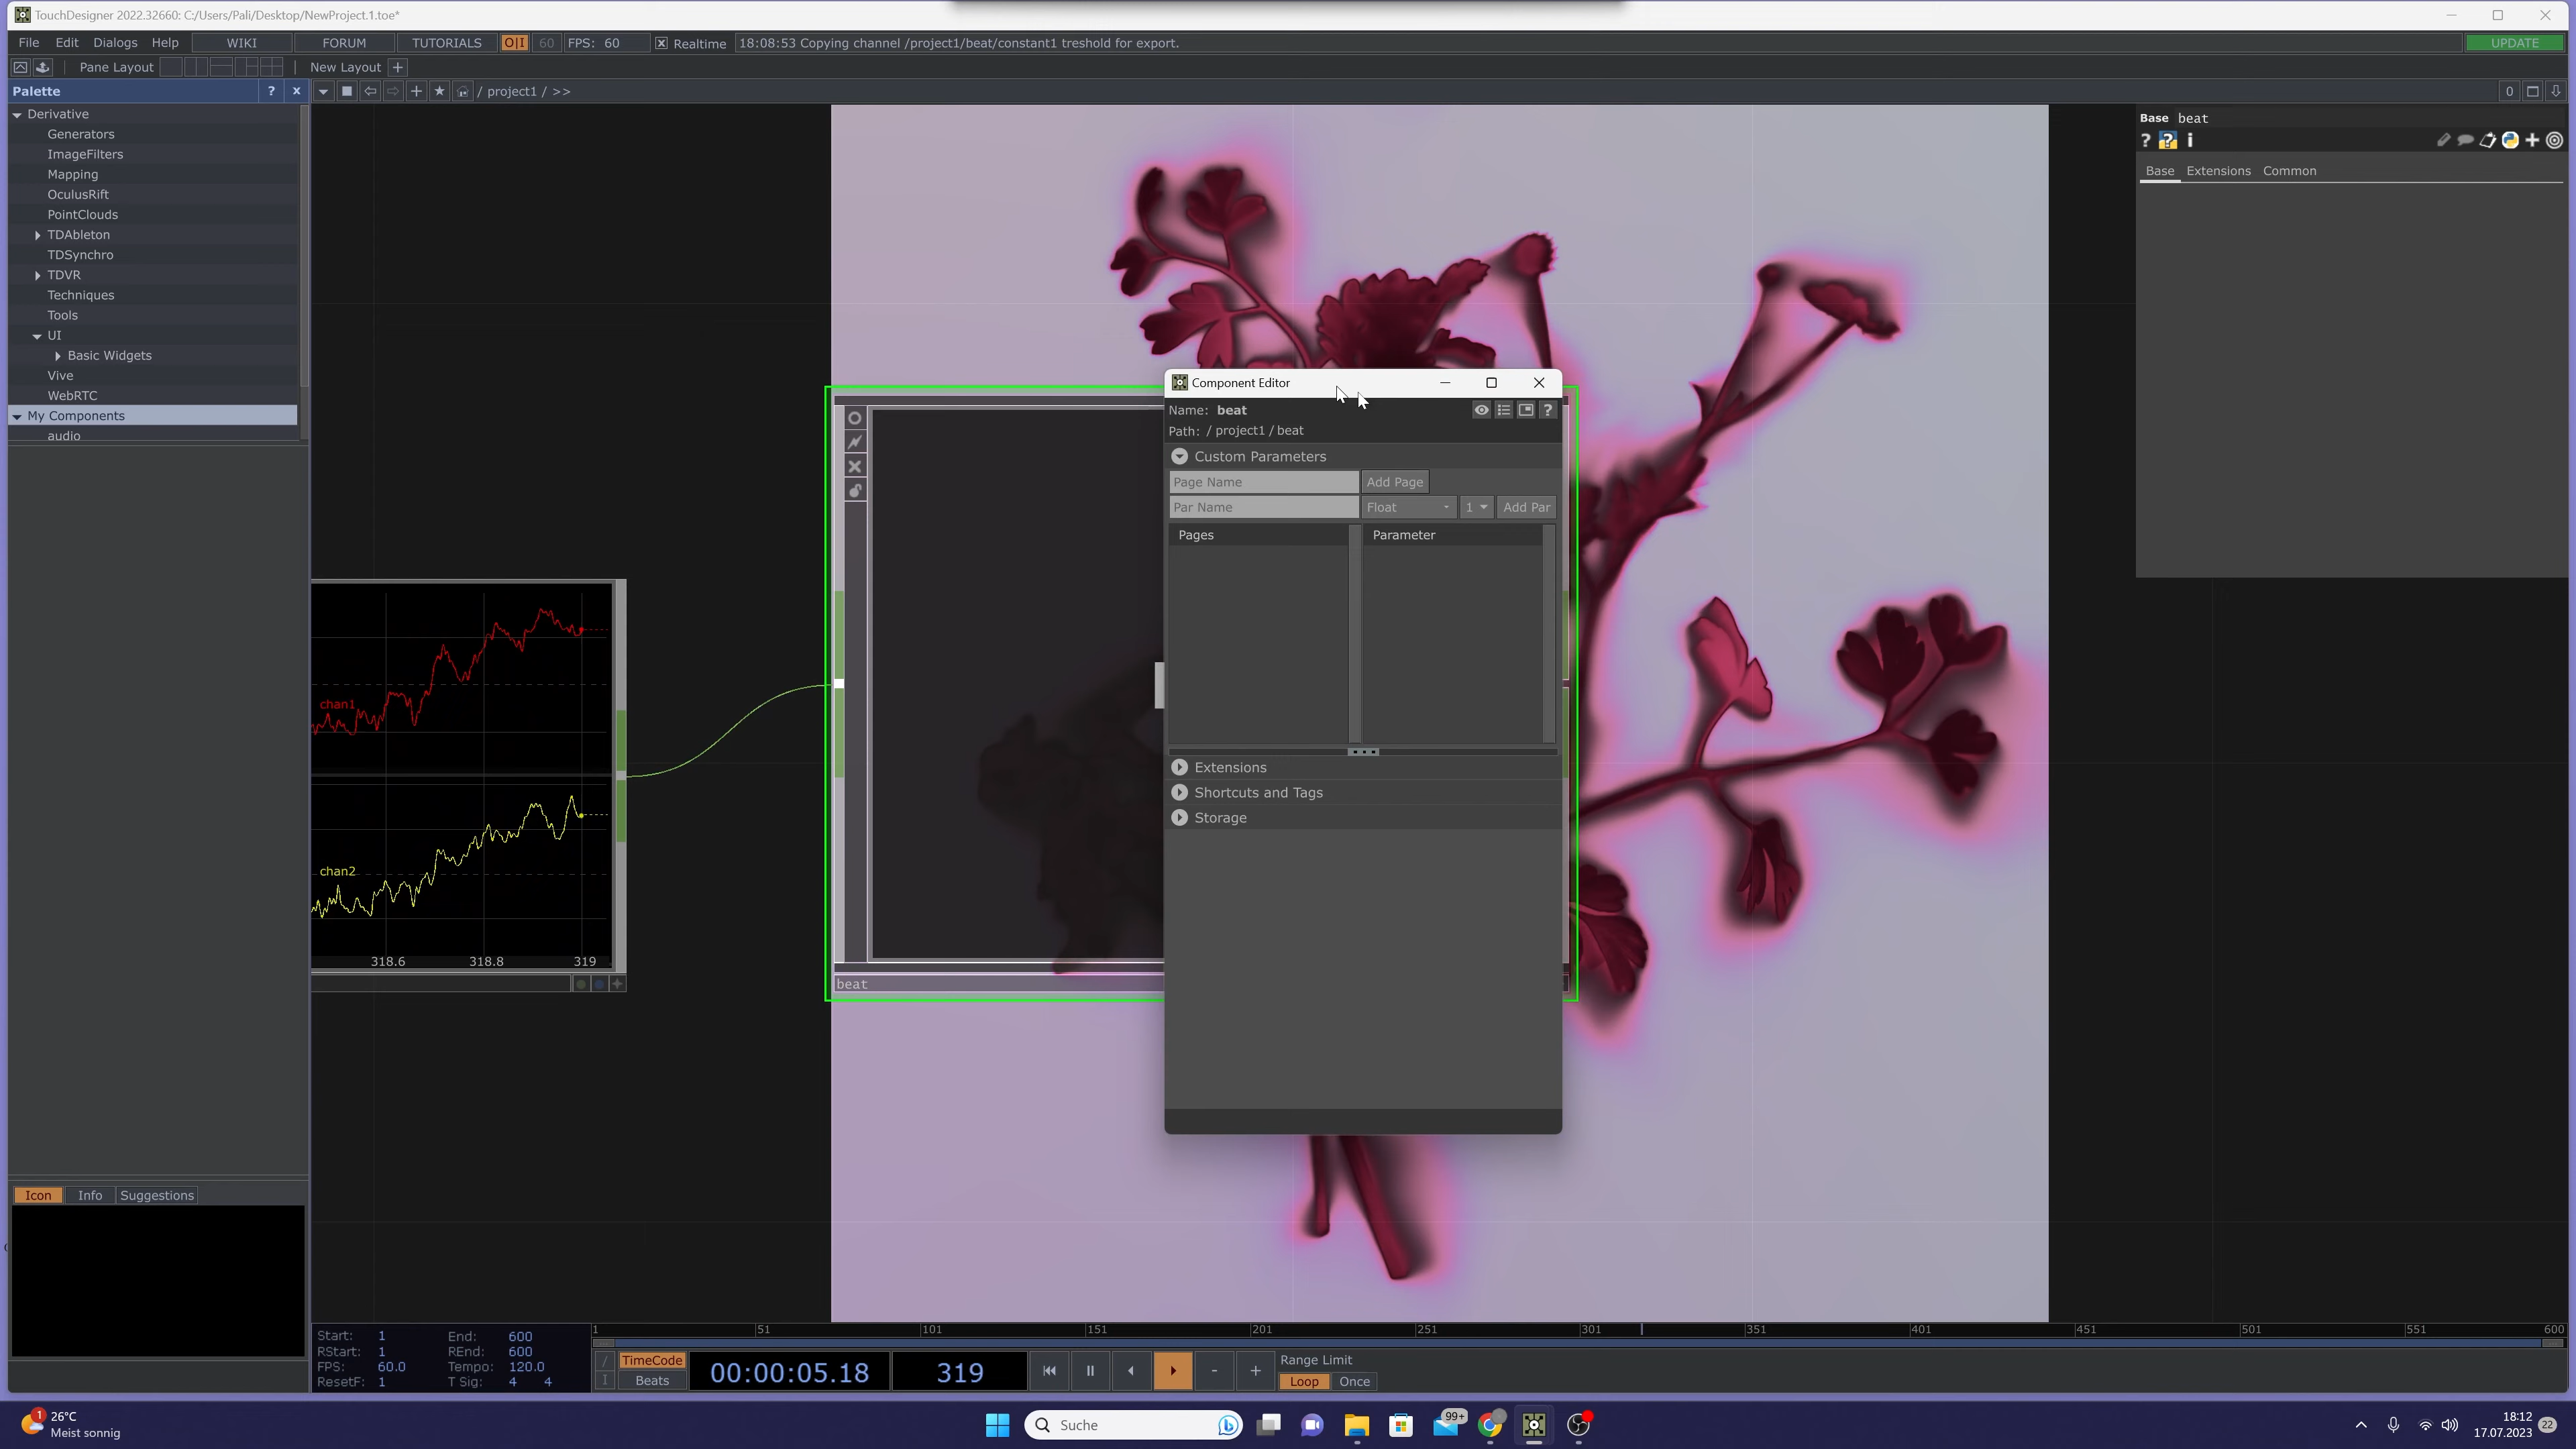 TouchDesigner 2022.32660: C:/Users/Pali/Desktop/NewProject.1.toe*
File Edit Dialogs Help WIKI FORUM TUTORIALS O|I 60 FPS: 60 Realtime 18:08:53 Copying channel /project1/beat/constant1 treshold for export. UPDATE
Pane Layout New Layout +
Palette ? x / project1 / >> 0
Derivative
Generators
ImageFilters
Mapping
OculusRift
PointClouds
TDAbleton
TDSynchro
TDVR
Techniques
Tools
UI
Basic Widgets
Vive
WebRTC
My Components
audio
Base beat
? ? i
Base Extensions Common
Component Editor
Name: beat ?
Path: / project1 / beat
Custom Parameters
Page Name Add Page
Par Name Float 1 Add Par
Pages Parameter
Extensions
Shortcuts and Tags
Storage
chan1
chan2
318.6 318.8 319
beat
Icon Info Suggestions
Start: 1 End: 600
RStart: 1 REnd: 600
FPS: 60.0 Tempo: 120.0
ResetF: 1 T Sig: 4 4
1 51 101 151 201 251 301 351 401 451 501 551 600
/ TimeCode 00:00:05.18 319 - + Range Limit
I Beats Loop Once
1 26°C
Meist sonnig
Suche
99+
18:12
17.07.2023
22